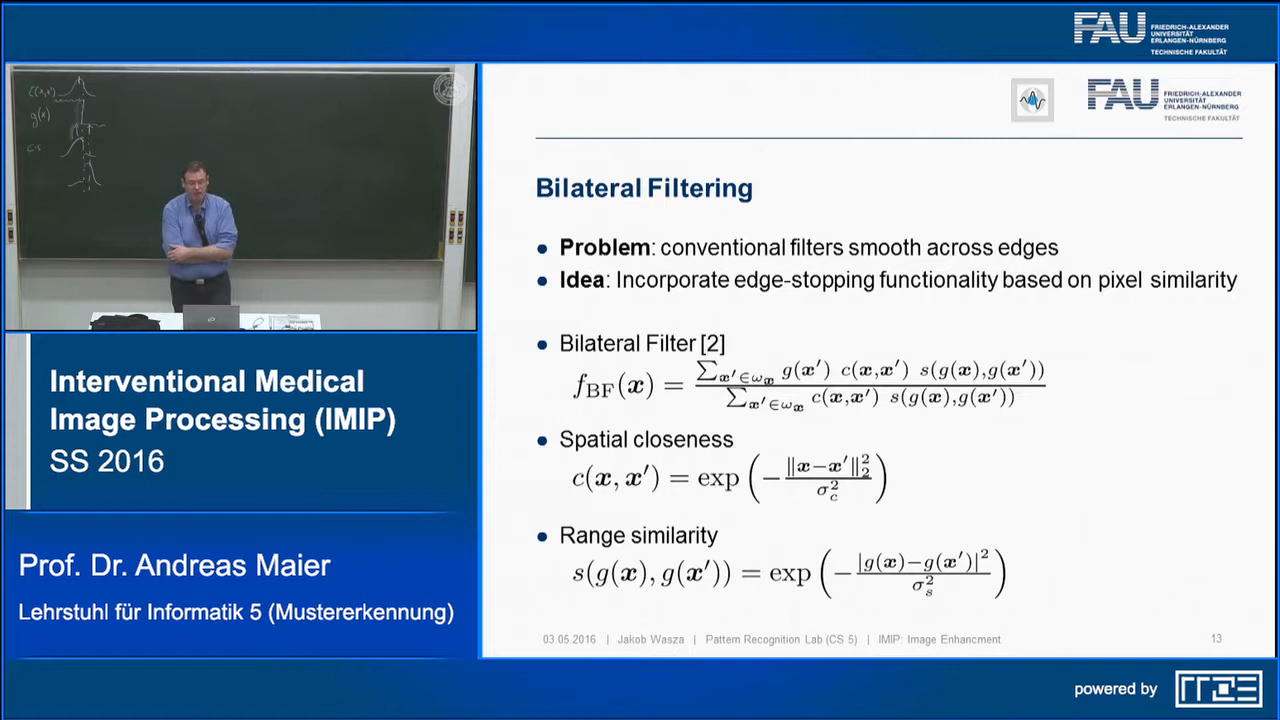 FAU FRIEDRICH-ALEXANDER
UNIVERSITÄT
ERLANGEN-NÜRNBERG
TECHNISCHE FAKULTÄT
c(x,x')
g(x)
c·s
FAU FRIEDRICH-ALEXANDER
UNIVERSITÄT
ERLANGEN-NÜRNBERG
TECHNISCHE FAKULTÄT
Bilateral Filtering
• Problem: conventional filters smooth across edges
• Idea: Incorporate edge-stopping functionality based on pixel similarity
• Bilateral Filter [2]
f_BF(x) = ∑_{x′∈ω_x} g(x′) c(x,x′) s(g(x),g(x′)) / ∑_{x′∈ω_x} c(x,x′) s(g(x),g(x′))
• Spatial closeness
c(x, x′) = exp(−‖x−x′‖₂² / σ_c²)
• Range similarity
s(g(x), g(x′)) = exp(−|g(x)−g(x′)|² / σ_s²)
03.05.2016 | Jakob Wasza | Pattern Recognition Lab (CS 5) | IMIP: Image Enhancment 13
Interventional Medical
Image Processing (IMIP)
SS 2016
Prof. Dr. Andreas Maier
Lehrstuhl für Informatik 5 (Mustererkennung)
powered by rrze